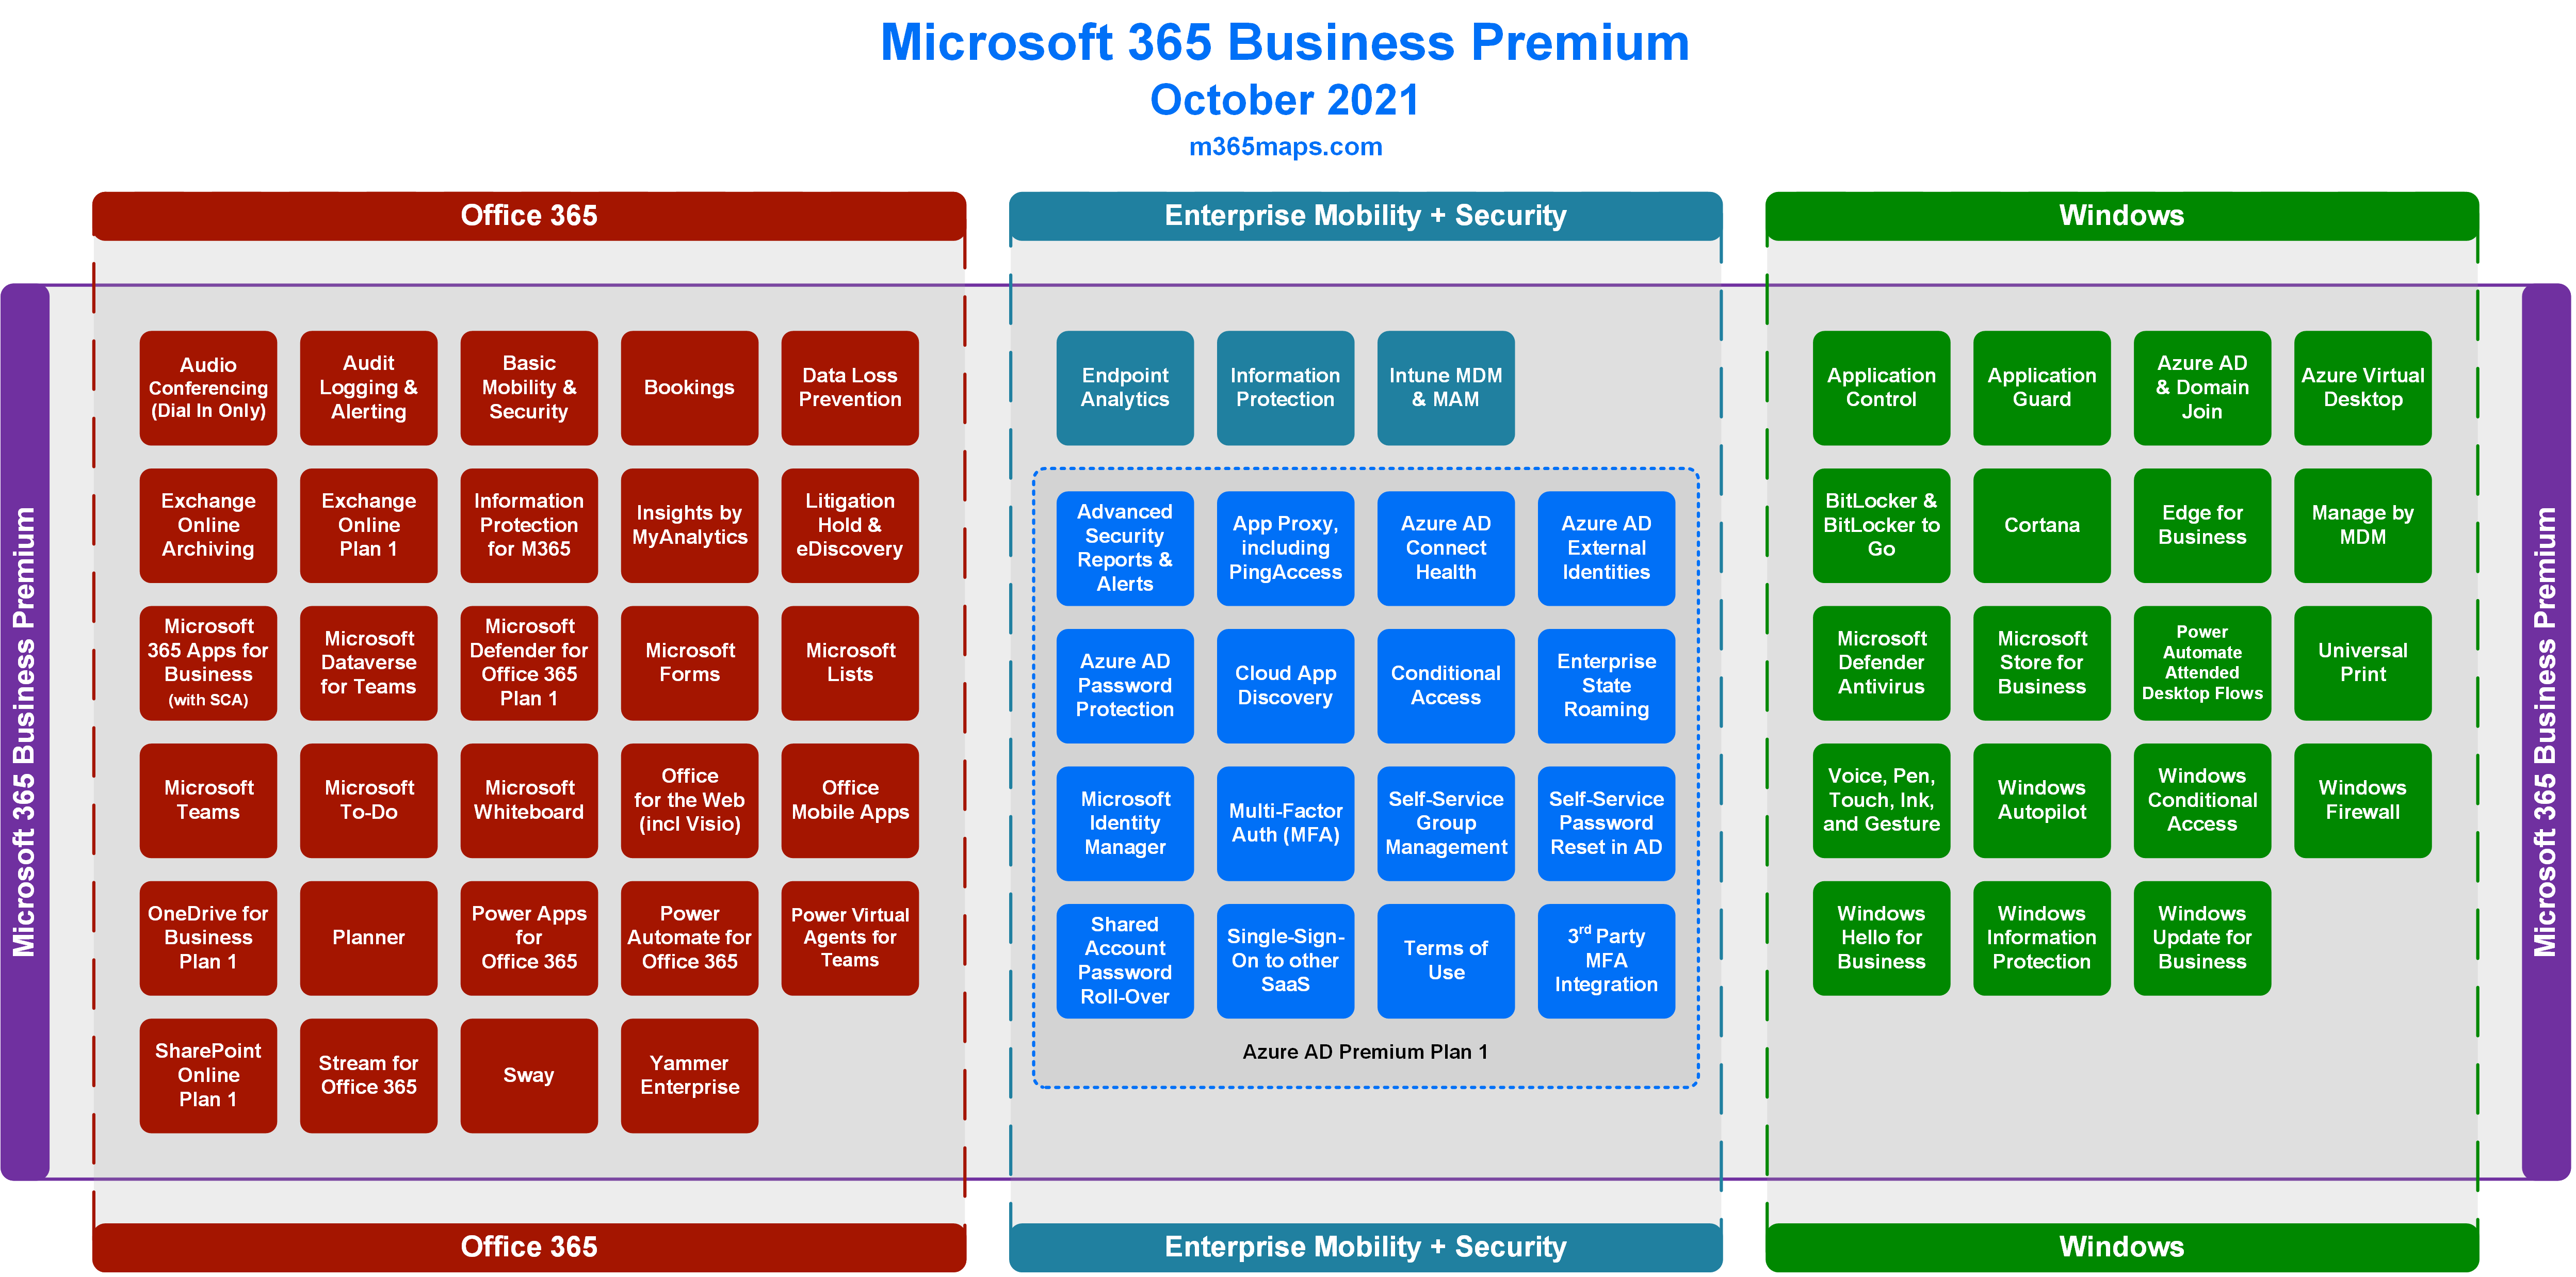 Microsoft 365 Business Premium
October 2021
m365maps.com
Office 365
Enterprise Mobility + Security
Windows
Microsoft 365 Business Premium
Audio
Conferencing
(Dial In Only)
Audit
Logging &
Alerting
Basic
Mobility &
Security
Bookings
Data Loss
Prevention
Exchange
Online
Archiving
Exchange
Online
Plan 1
Information
Protection
for M365
Insights by
MyAnalytics
Litigation
Hold &
eDiscovery
Microsoft
365 Apps for
Business
(with SCA)
Microsoft
Dataverse
for Teams
Microsoft
Defender for
Office 365
Plan 1
Microsoft
Forms
Microsoft
Lists
Microsoft
Teams
Microsoft
To-Do
Microsoft
Whiteboard
Office
for the Web
(incl Visio)
Office
Mobile Apps
OneDrive for
Business
Plan 1
Planner
Power Apps
for
Office 365
Power
Automate for
Office 365
Power Virtual
Agents for
Teams
SharePoint
Online
Plan 1
Stream for
Office 365
Sway
Yammer
Enterprise
Endpoint
Analytics
Information
Protection
Intune MDM
& MAM
Advanced
Security
Reports &
Alerts
App Proxy,
including
PingAccess
Azure AD
Connect
Health
Azure AD
External
Identities
Azure AD
Password
Protection
Cloud App
Discovery
Conditional
Access
Enterprise
State
Roaming
Microsoft
Identity
Manager
Multi-Factor
Auth (MFA)
Self-Service
Group
Management
Self-Service
Password
Reset in AD
Shared
Account
Password
Roll-Over
Single-Sign-
On to other
SaaS
Terms of
Use
3rd Party
MFA
Integration
Azure AD Premium Plan 1
Application
Control
Application
Guard
Azure AD
& Domain
Join
Azure Virtual
Desktop
BitLocker &
BitLocker to
Go
Cortana
Edge for
Business
Manage by
MDM
Microsoft
Defender
Antivirus
Microsoft
Store for
Business
Power
Automate
Attended
Desktop Flows
Universal
Print
Voice, Pen,
Touch, Ink,
and Gesture
Windows
Autopilot
Windows
Conditional
Access
Windows
Firewall
Windows
Hello for
Business
Windows
Information
Protection
Windows
Update for
Business
Microsoft 365 Business Premium
Office 365
Enterprise Mobility + Security
Windows